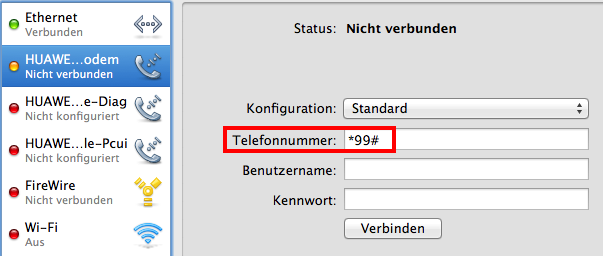 Ethernet
Verbunden
HUAWE...odem
Nicht verbunden
HUAWE...e-Diag
Nicht konfiguriert
HUAWE...le-Pcui
Nicht konfiguriert
FireWire
Nicht verbunden
Wi-Fi
Aus
Status: Nicht verbunden
Konfiguration: Standard
Telefonnummer: *99#
Benutzername:
Kennwort:
Verbinden